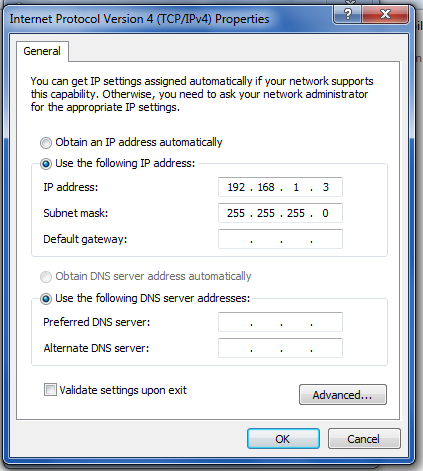 Internet Protocol Version 4 (TCP/IPv4) Properties
General
You can get IP settings assigned automatically if your network supports
this capability. Otherwise, you need to ask your network administrator
for the appropriate IP settings.
Obtain an IP address automatically
Use the following IP address:
IP address: 192 . 168 . 1 . 3
Subnet mask: 255 . 255 . 255 . 0
Default gateway: . . .
Obtain DNS server address automatically
Use the following DNS server addresses:
Preferred DNS server: . . .
Alternate DNS server: . . .
Validate settings upon exit
Advanced...
OK Cancel